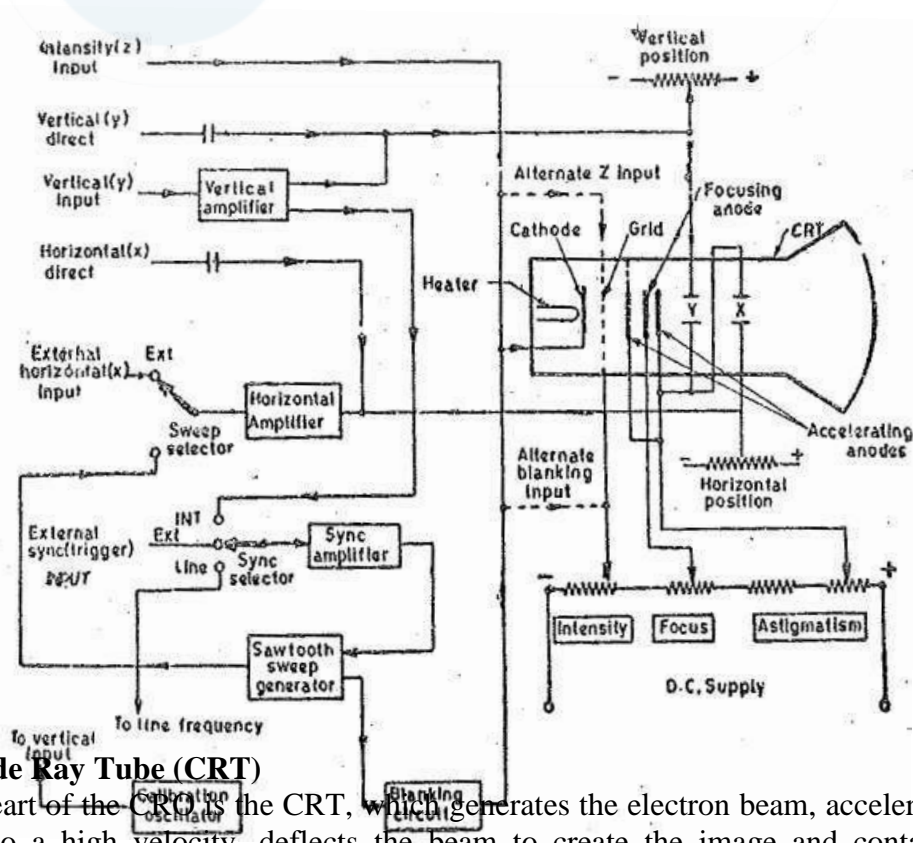 Intensity(z)
Input
Vertical
position
- +
Vertical (y)
direct
Vertical(y)
Input
Vertical
amplifier
Alternate Z Input
Focusing
anode
Cathode
Grid
CRT
Horizontal(x)
direct
Heater
Y
X
External
horizontal(x)
Input
Ext
Horizontal
Amplifier
Sweep
selector
Accelerating
anodes
- +
Horizontal
position
Alternate
blanking
Input
INT
External
sync(trigger)
INPUT
Ext
Line
Sync
selector
Sync
amplifier
- +
Intensity
Focus
Astigmatism
D.C. Supply
Sawtooth
sweep
generator
To line frequency
To vertical
Input
de Ray Tube (CRT)
Calibration
oscillator
Blanking
circuit
eart of the CRO is the CRT, which generates the electron beam, acceler
o a high velocity, deflects the beam to create the image and conta